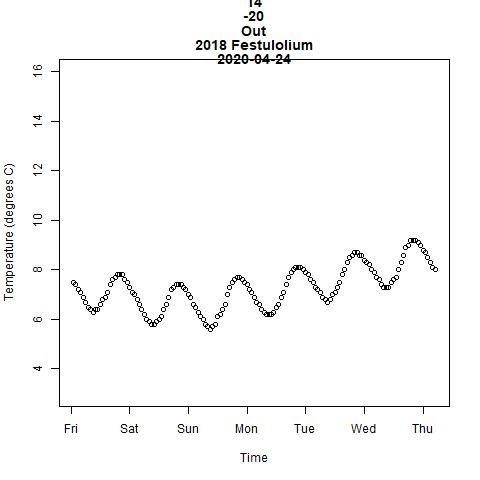 14
-20
Out
2018 Festulolium
2020-04-24
16
14
12
10
8
6
4
Temperature (degrees C)
Fri Sat Sun Mon Tue Wed Thu
Time